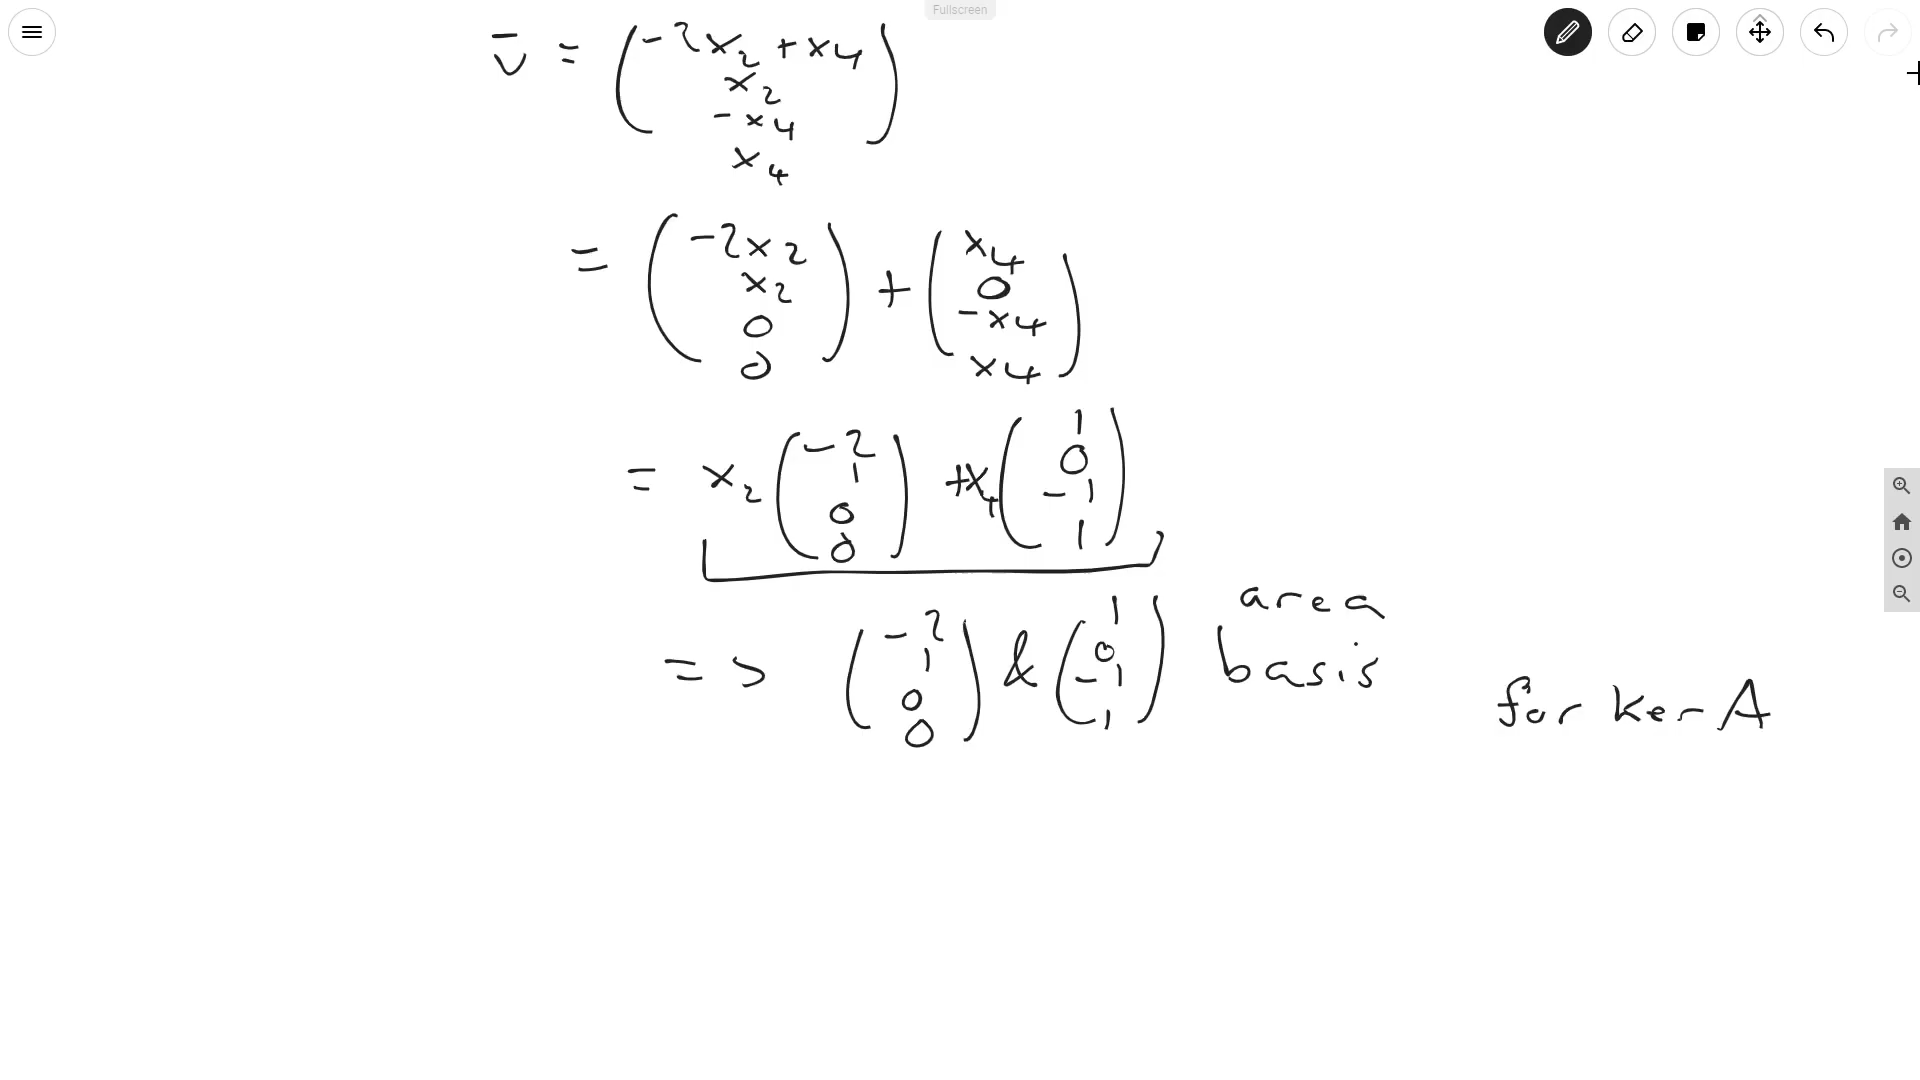 Fullscreen
v̄ = ( -2x₂ + x₄
x₂
-x₄
x₄ )
= ( -2x₂
x₂
0
0 ) + ( x₄
0
-x₄
x₄ )
= x₂ ( -2
1
0
0 ) + x₄ ( 1
0
-1
1 )
=> ( -2
1
0
0 ) & ( 1
0
-1
1 ) are a
basis
for ker A